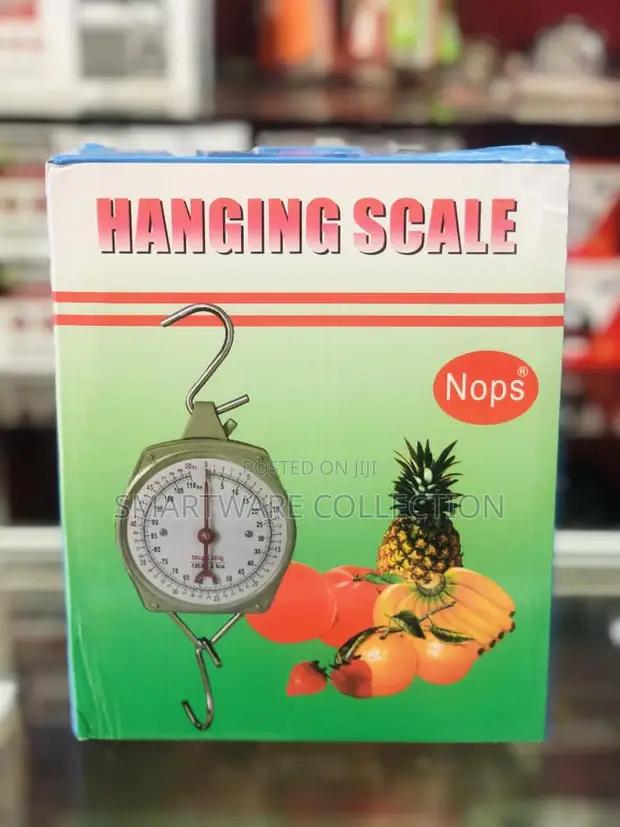 HANGING SCALE
Nops®
POSTED ON JIJI
SMARTWARE COLLECTION